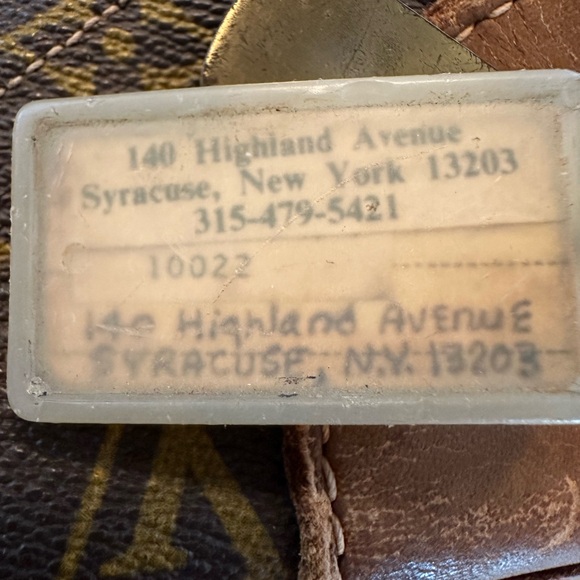 140 Highland Avenue
Syracuse, New York 13203
315-479-5421
10022
140 Highland AVENUE
SYRACUSE, N.Y. 13203